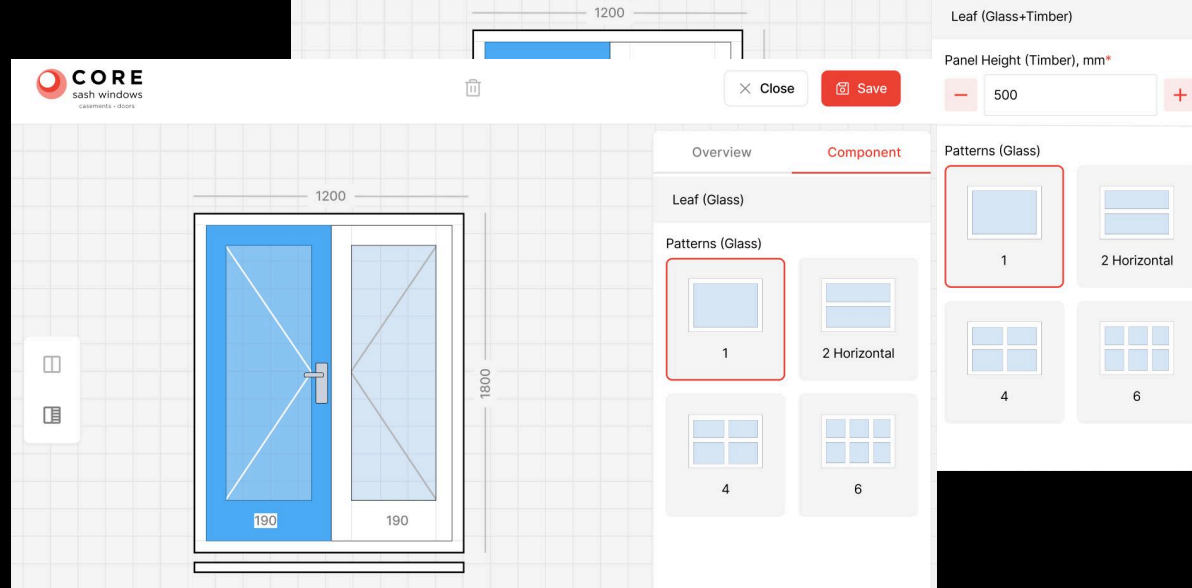 1200
Leaf (Glass+Timber)
Panel Height (Timber), mm*
− 500 +
Patterns (Glass)
1
2 Horizontal
4
6
CORE
sash windows
casements • doors
Close
Save
Overview
Component
Leaf (Glass)
Patterns (Glass)
1
2 Horizontal
4
6
1200
1800
190
190